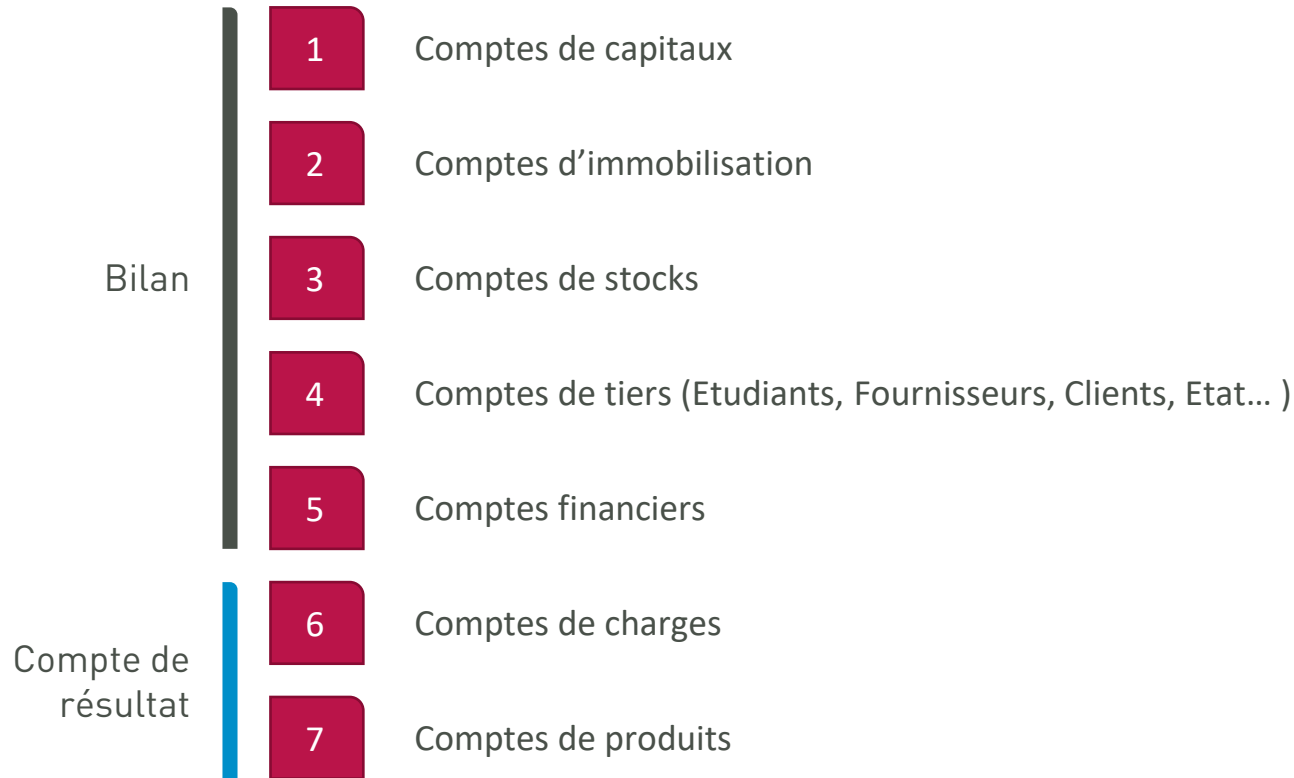 1 Comptes de capitaux
2 Comptes d’immobilisation
Bilan
3 Comptes de stocks
4 Comptes de tiers (Etudiants, Fournisseurs, Clients, Etat… )
5 Comptes financiers
6 Comptes de charges
Compte de
résultat
7 Comptes de produits